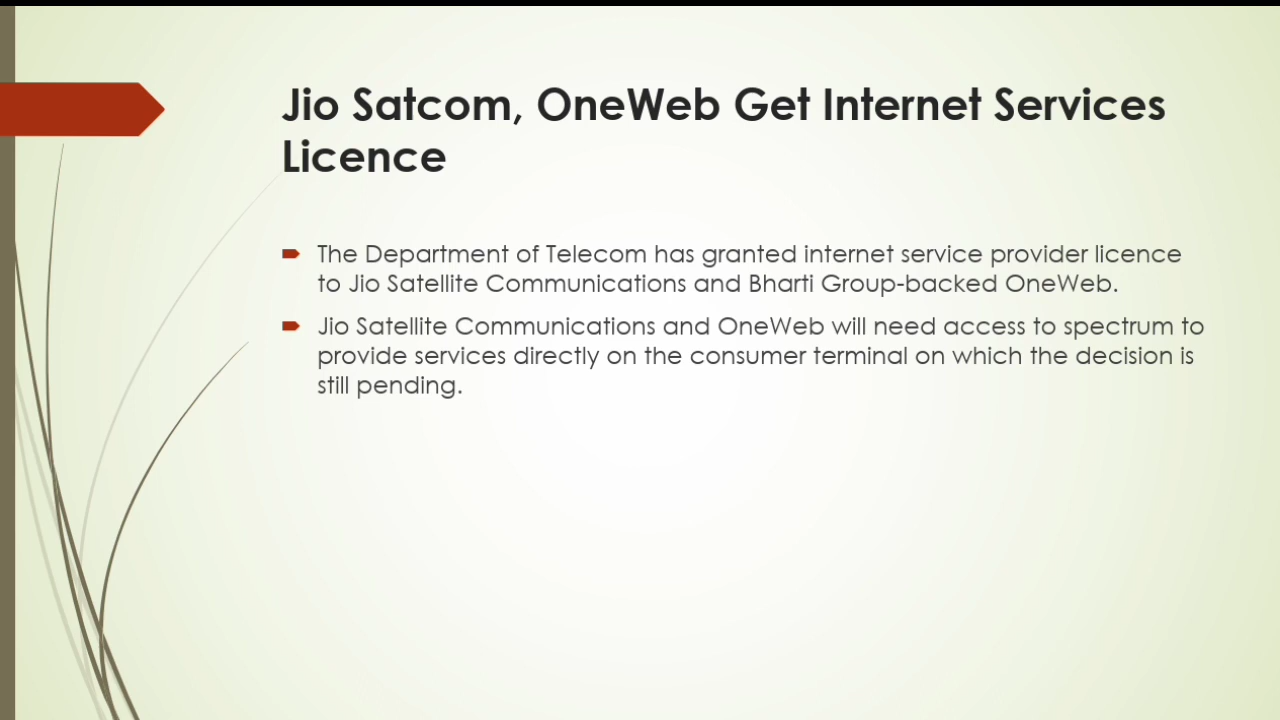 Jio Satcom, OneWeb Get Internet Services
Licence
The Department of Telecom has granted internet service provider licence
to Jio Satellite Communications and Bharti Group-backed OneWeb.
Jio Satellite Communications and OneWeb will need access to spectrum to
provide services directly on the consumer terminal on which the decision is
still pending.